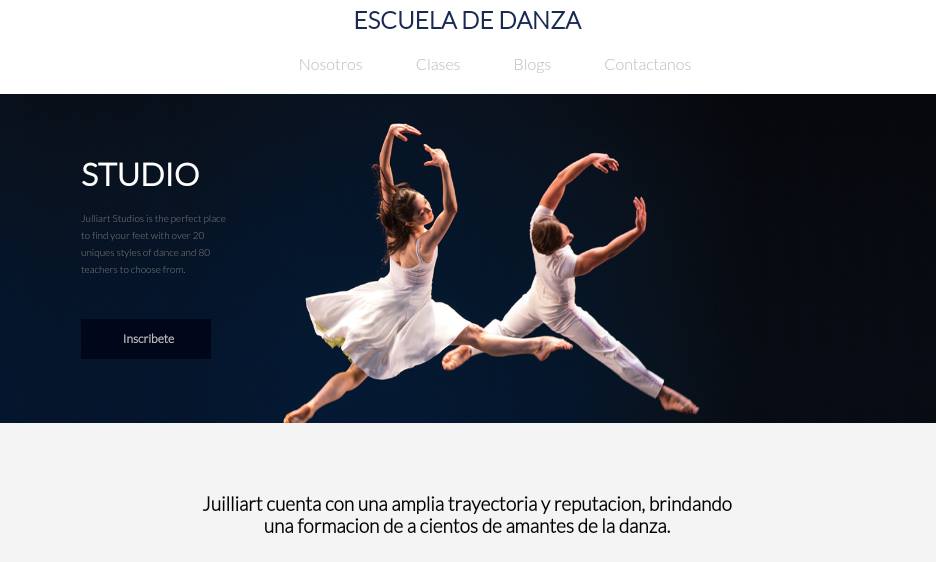 ESCUELA DE DANZA
Nosotros Clases Blogs Contactanos
STUDIO
Julliart Studios is the perfect place
to find your feet with over 20
uniques styles of dance and 80
teachers to choose from.
Inscribete
Juilliart cuenta con una amplia trayectoria y reputacion, brindando
una formacion de a cientos de amantes de la danza.